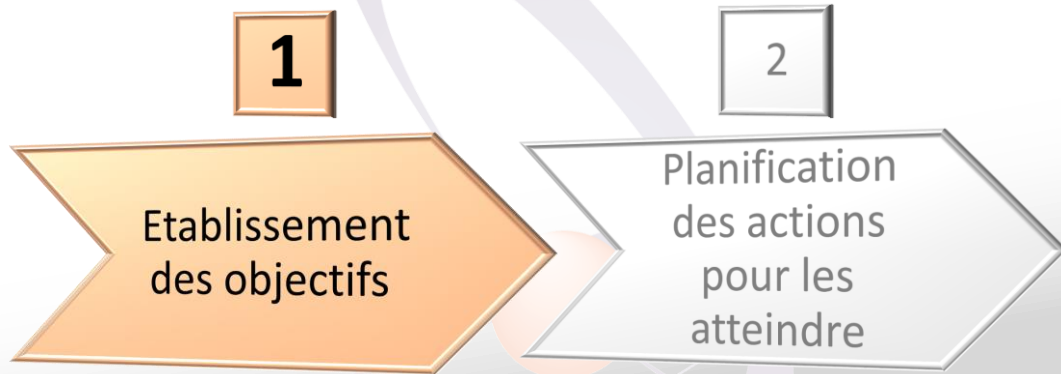 1
Etablissement
des objectifs
2
Planification
des actions
pour les
atteindre